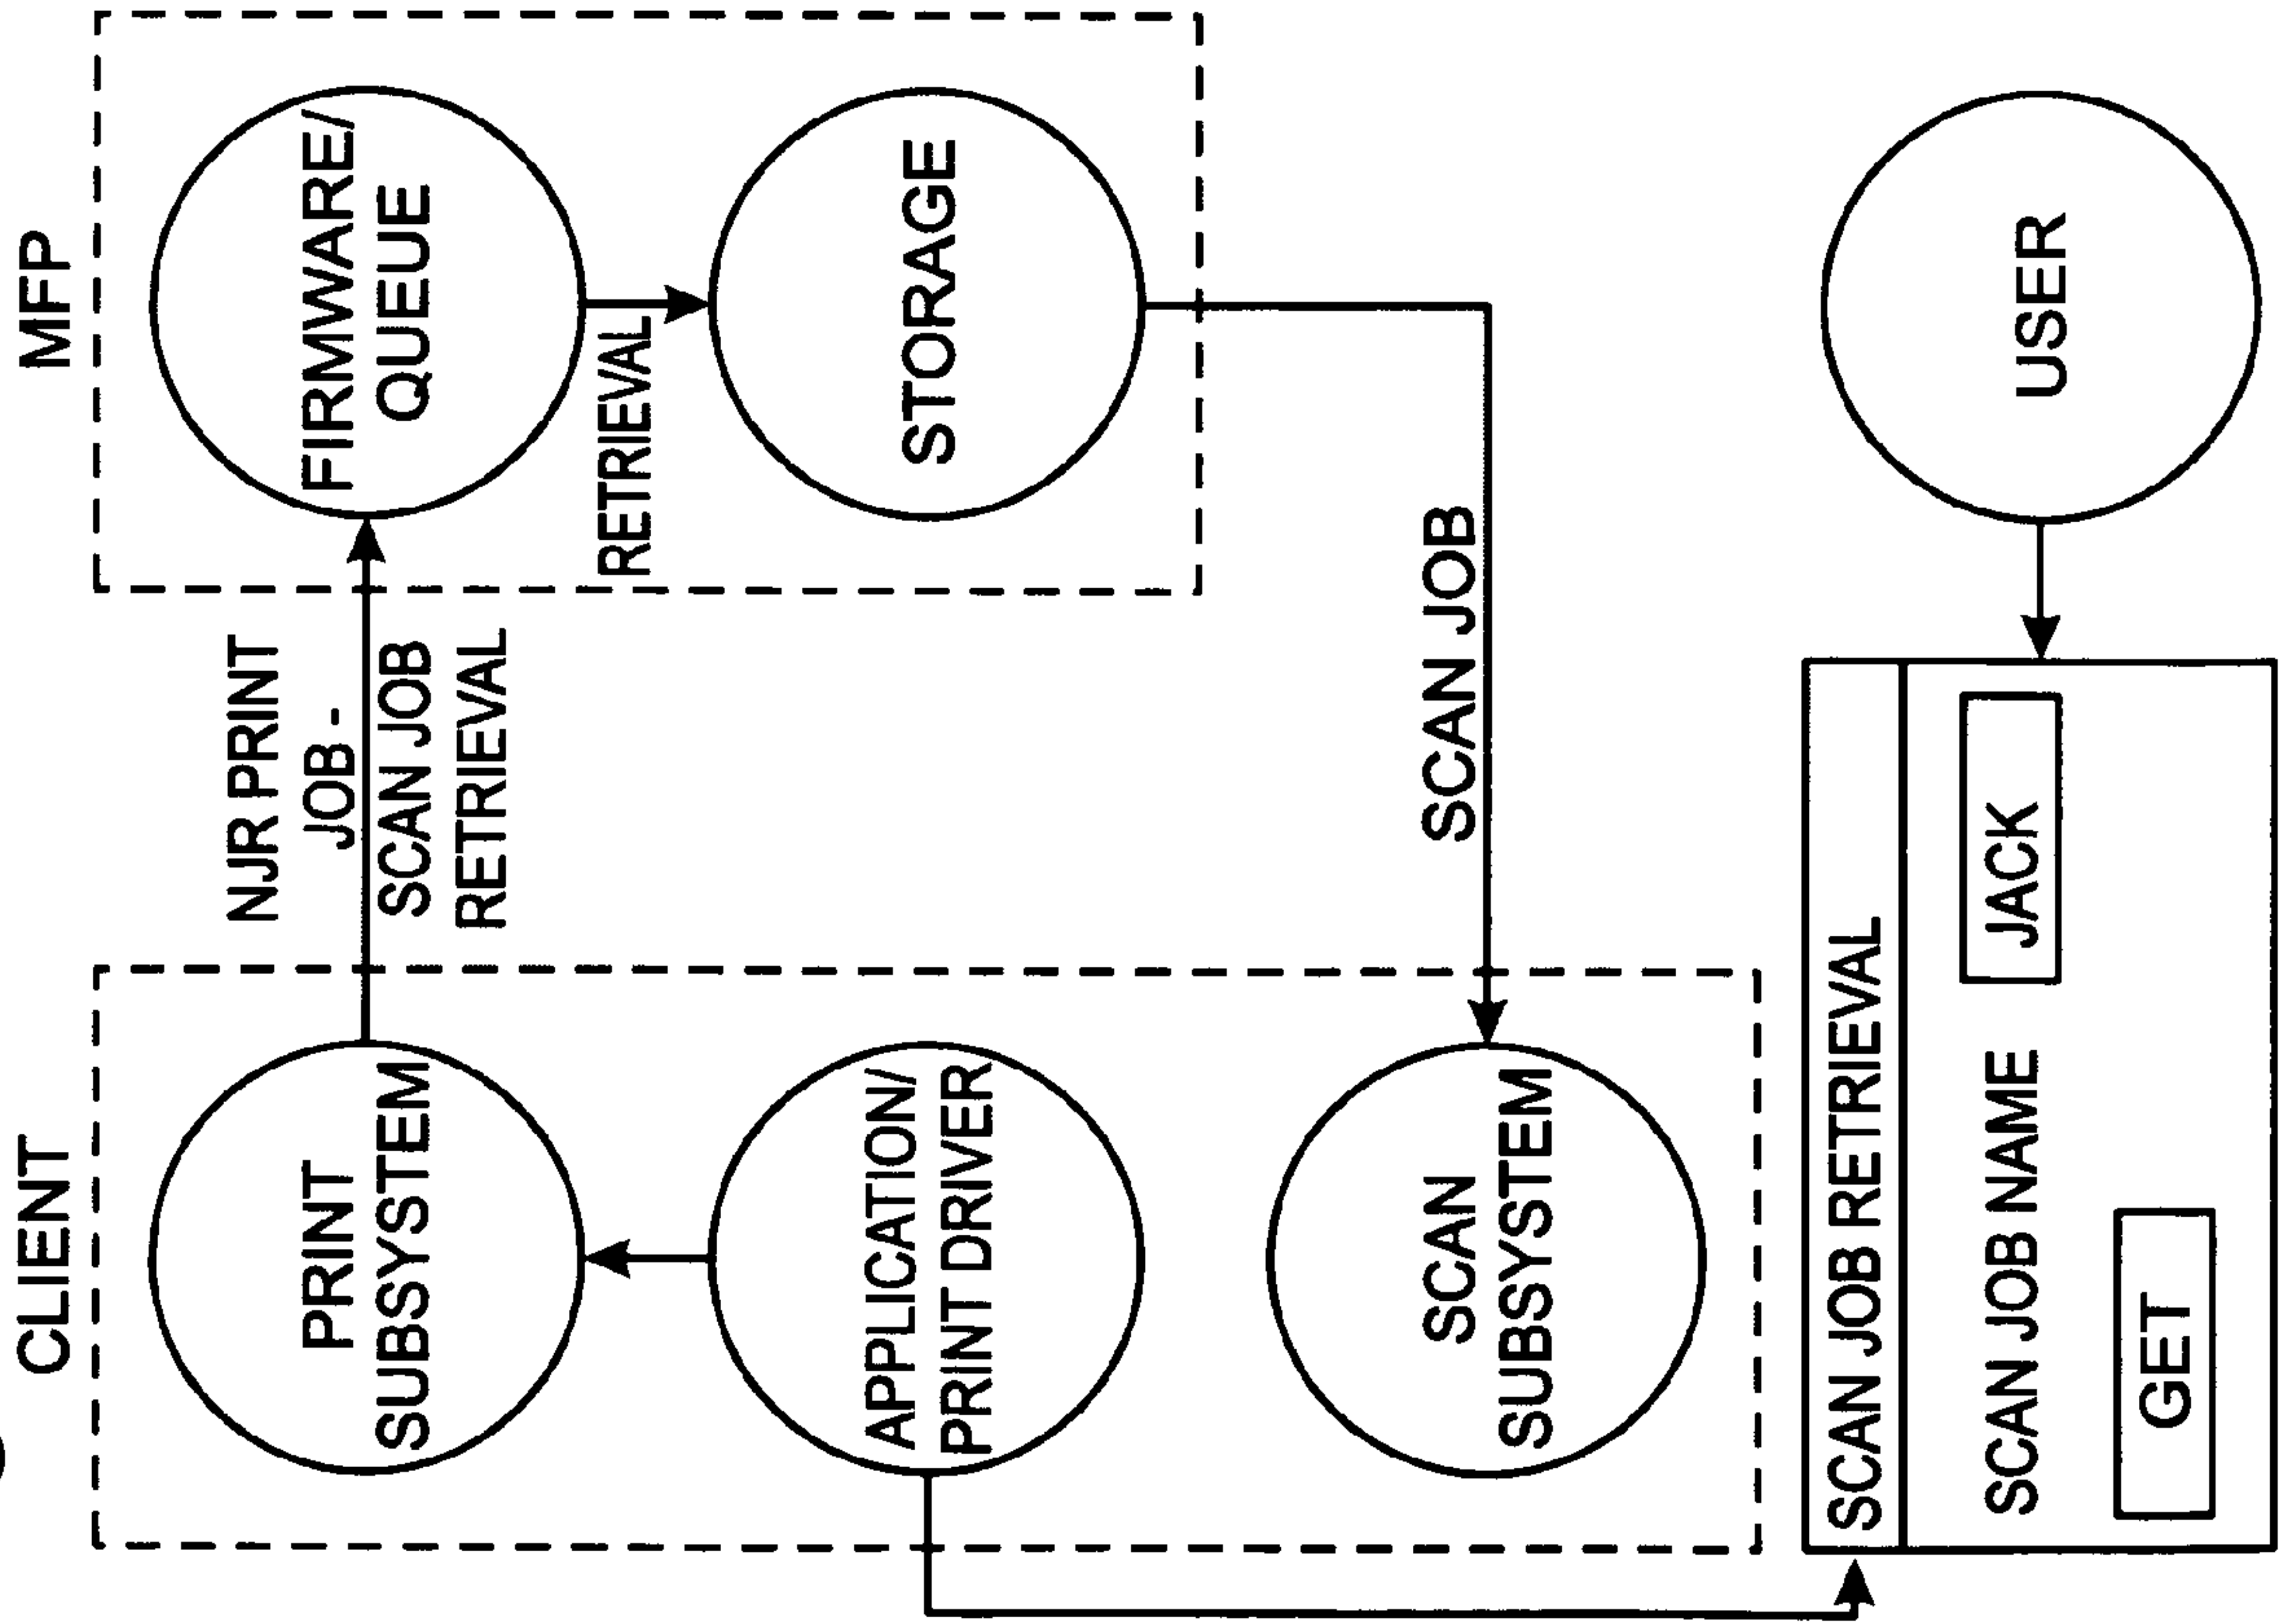 CLIENT
PRINT
SUBSYSTEM
APPLICATION/
PRINT DRIVER
SCAN
SUBSYSTEM
NJR PRINT
JOB -
SCAN JOB
RETRIEVAL
MFP
FIRMWARE/
QUEUE
RETRIEVAL
STORAGE
SCAN JOB
SCAN JOB RETRIEVAL
SCAN JOB NAME
JACK
GET
USER